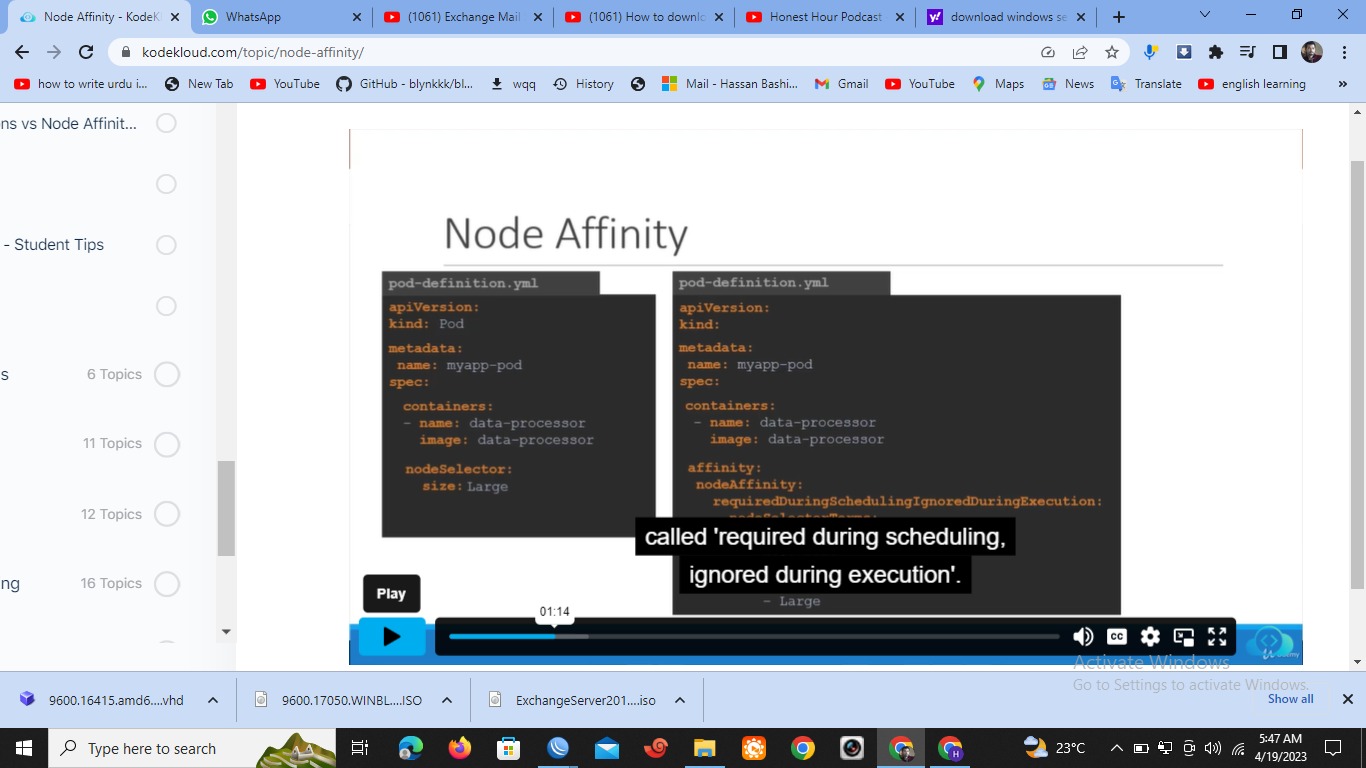 Node Affinity - KodeK
WhatsApp
(1061) Exchange Mail
(1061) How to downl
Honest Hour Podcast
download windows se
kodekloud.com/topic/node-affinity/
how to write urdu i...
New Tab
YouTube
GitHub - blynkkk/bl...
wqq
History
Mail - Hassan Bashi...
Gmail
YouTube
Maps
News
Translate
english learning
ns vs Node Affinit...
- Student Tips
s
6 Topics
11 Topics
12 Topics
ng
16 Topics
Node Affinity
pod-definition.yml
apiVersion:
kind: Pod
metadata:
name: myapp-pod
spec:
containers:
- name: data-processor
image: data-processor
nodeSelector:
size: Large
pod-definition.yml
apiVersion:
kind:
metadata:
name: myapp-pod
spec:
containers:
- name: data-processor
image: data-processor
affinity:
nodeAffinity:
requiredDuringSchedulingIgnoredDuringExecution:
called 'required during scheduling,
ignored during execution'.
- Large
Play
01:14
CC
Activate Windows
Go to Settings to activate Windows.
9600.16415.amd6....vhd
9600.17050.WINBL....ISO
ExchangeServer201....iso
Show all
Type here to search
23°C
5:47 AM
4/19/2023